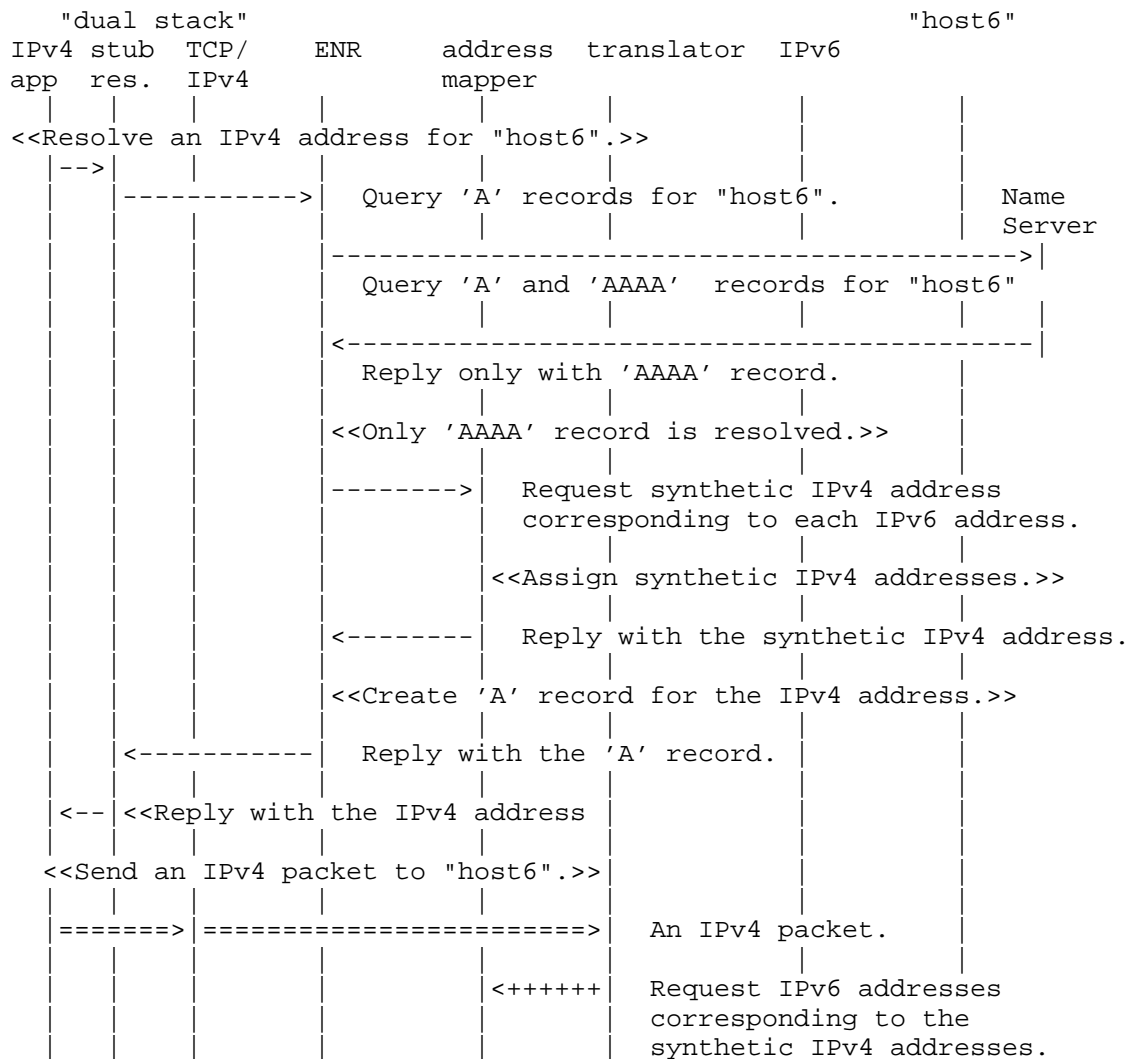 "dual stack" "host6"
IPv4 stub TCP/ ENR address translator IPv6
app res. IPv4 mapper
<<Resolve an IPv4 address for "host6".>>
Query 'A' records for "host6". Name
Server
Query 'A' and 'AAAA' records for "host6"
Reply only with 'AAAA' record.
<<Only 'AAAA' record is resolved.>>
Request synthetic IPv4 address
corresponding to each IPv6 address.
<<Assign synthetic IPv4 addresses.>>
Reply with the synthetic IPv4 address.
<<Create 'A' record for the IPv4 address.>>
Reply with the 'A' record.
<<Reply with the IPv4 address
<<Send an IPv4 packet to "host6".>>
An IPv4 packet.
Request IPv6 addresses
corresponding to the
synthetic IPv4 addresses.